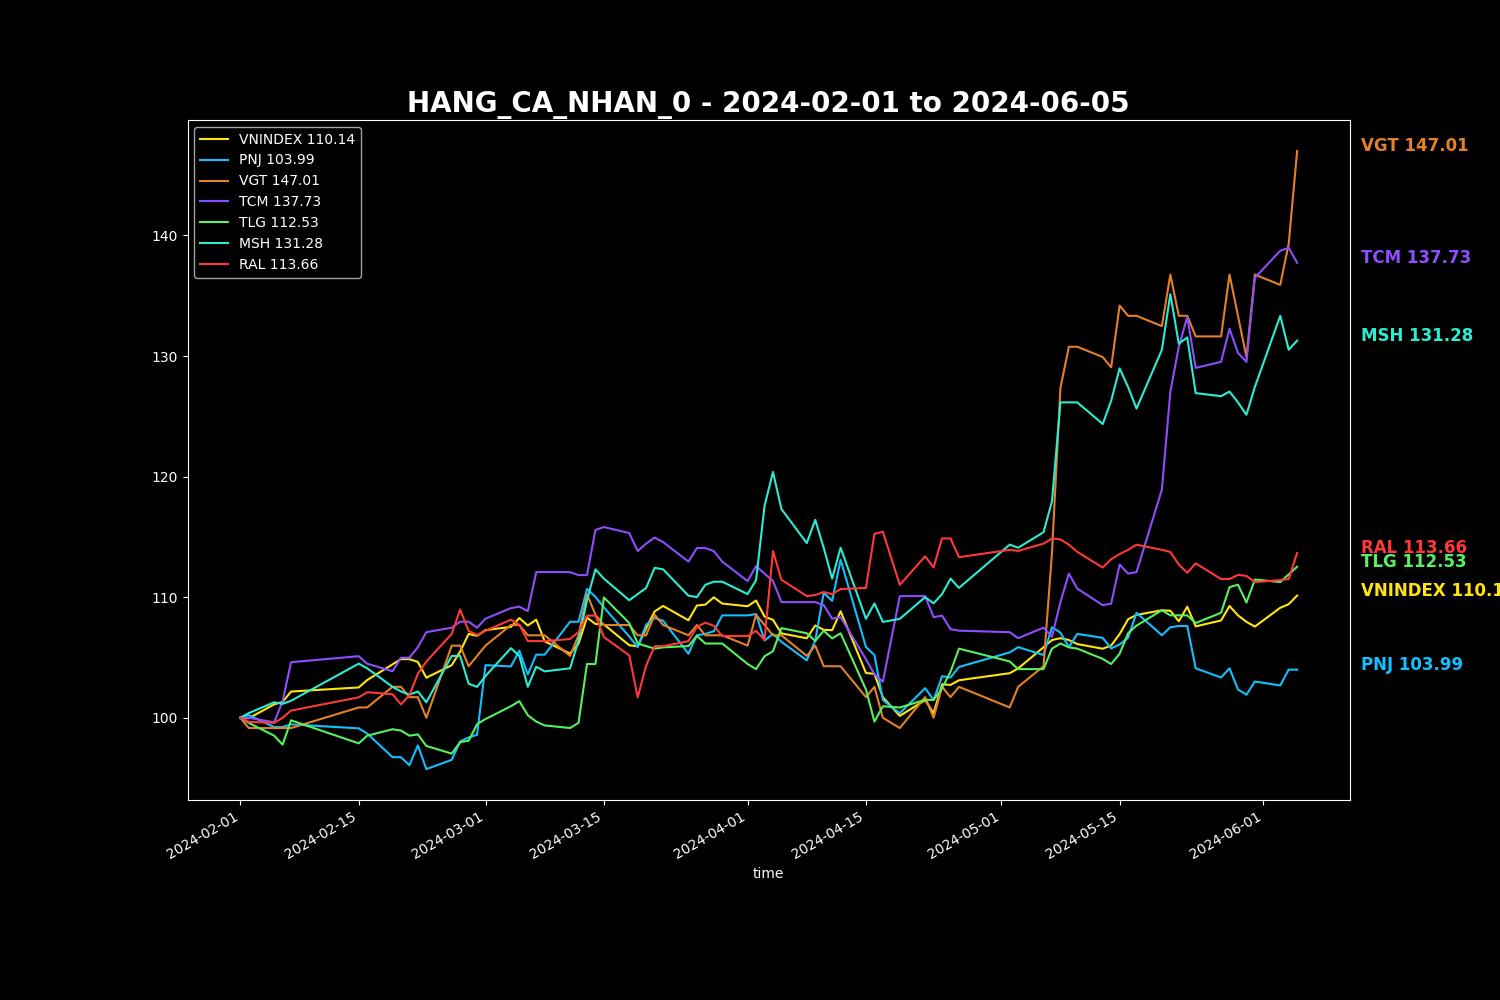 HANG_CA_NHAN_0 - 2024-02-01 to 2024-06-05
VNINDEX 110.14
PNJ 103.99
VGT 147.01
TCM 137.73
TLG 112.53
MSH 131.28
RAL 113.66
140
130
120
110
100
VGT 147.01
TCM 137.73
MSH 131.28
RAL 113.66
TLG 112.53
VNINDEX 110.1
PNJ 103.99
2024-02-01
2024-02-15
2024-03-01
2024-03-15
2024-04-01
2024-04-15
2024-05-01
2024-05-15
2024-06-01
time